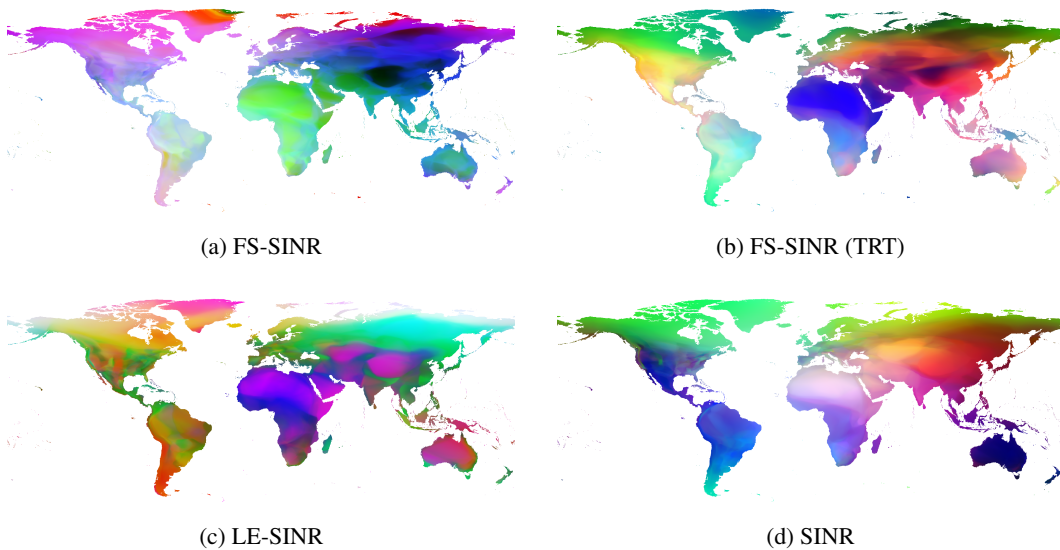 (a) FS-SINR
(b) FS-SINR (TRT)
(c) LE-SINR
(d) SINR